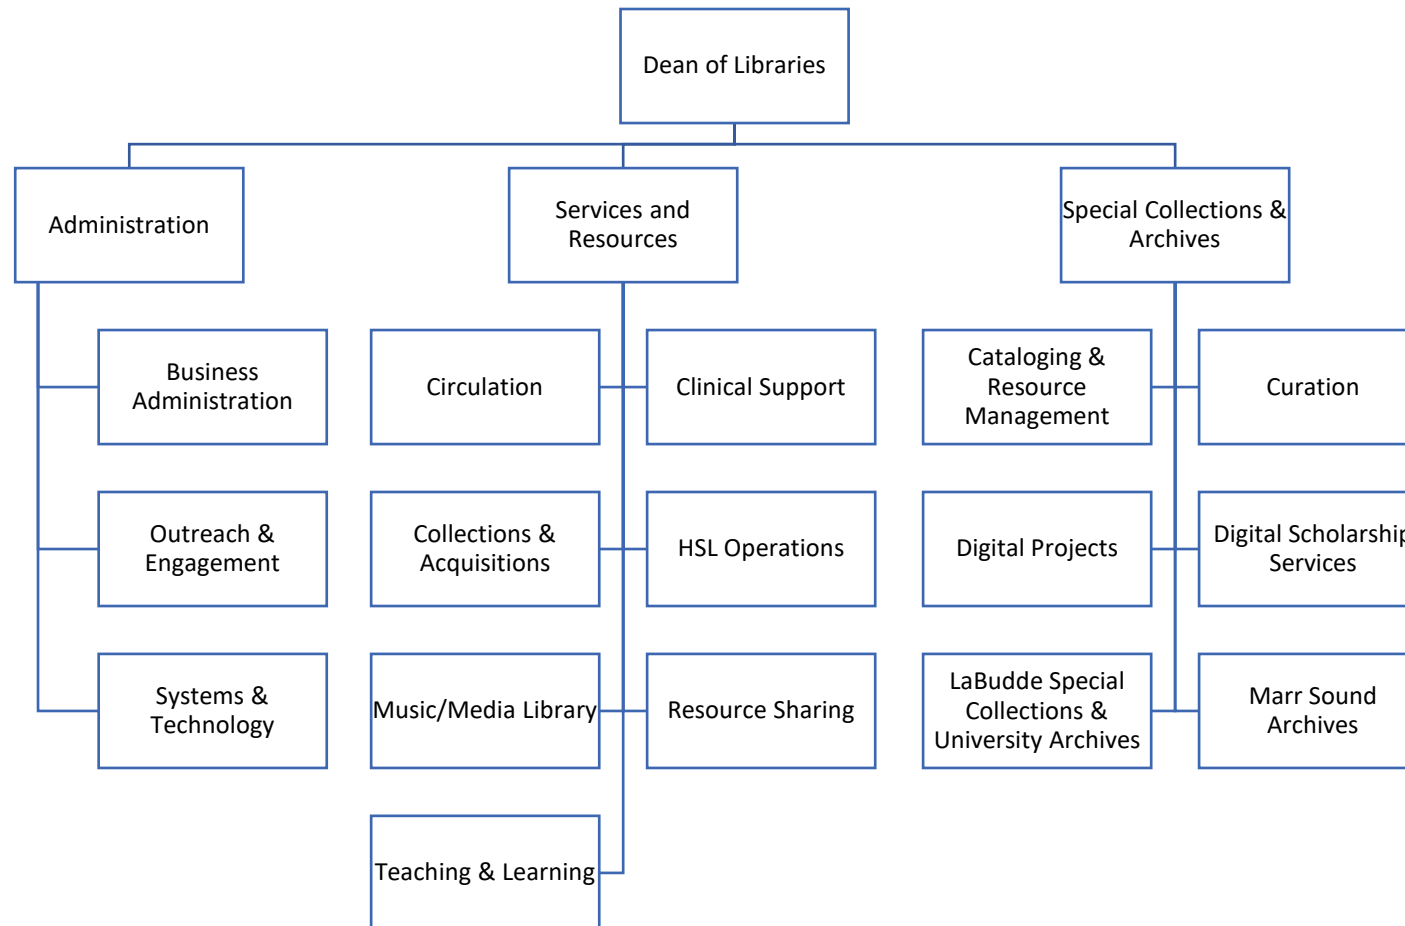 Dean of Libraries
Administration
Services and
Resources
Special Collections &
Archives
Business
Administration
Circulation
Clinical Support
Cataloging &
Resource
Management
Curation
Outreach &
Engagement
Collections &
Acquisitions
HSL Operations
Digital Projects
Digital Scholarship
Services
Systems &
Technology
Music/Media Library
Resource Sharing
LaBudde Special
Collections &
University Archives
Marr Sound
Archives
Teaching & Learning